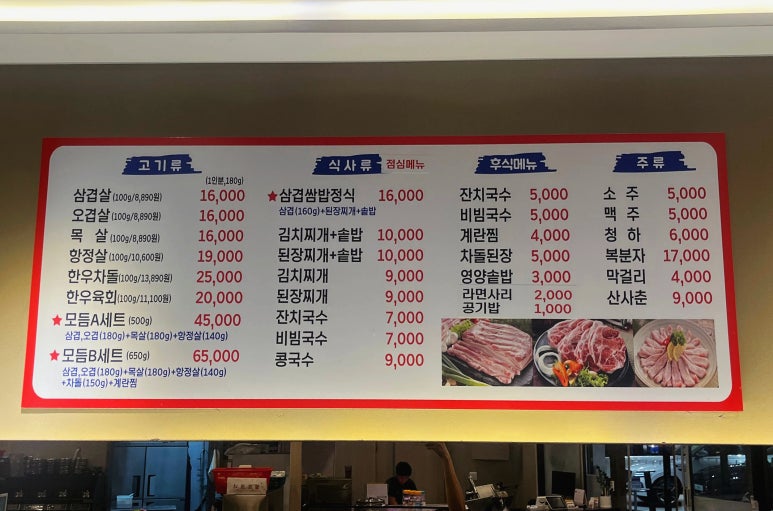 고기류
(1인분,180g)
삼겹살 (100g/8,890원) 16,000
오겹살 (100g/8,890원) 16,000
목 살 (100g/8,890원) 16,000
항정살 (100g/10,600원) 19,000
한우차돌 (100g/13,890원) 25,000
한우육회 (100g/11,100원) 20,000
★모듬A세트 (500g) 45,000
삼겹,오겹(180g)+목살(180g)+항정살(140g)
★모듬B세트 (650g) 65,000
삼겹,오겹(180g)+목살(180g)+항정살(140g)
+차돌(150g)+계란찜
식사류 점심메뉴
★삼겹쌈밥정식 16,000
삼겹(160g)+된장찌개+솥밥
김치찌개+솥밥 10,000
된장찌개+솥밥 10,000
김치찌개 9,000
된장찌개 9,000
잔치국수 7,000
비빔국수 7,000
콩국수 9,000
후식메뉴
잔치국수 5,000
비빔국수 5,000
계란찜 4,000
차돌된장 5,000
영양솥밥 3,000
라면사리 2,000
공기밥 1,000
주류
소 주 5,000
맥 주 5,000
청 하 6,000
복분자 17,000
막걸리 4,000
산사춘 9,000